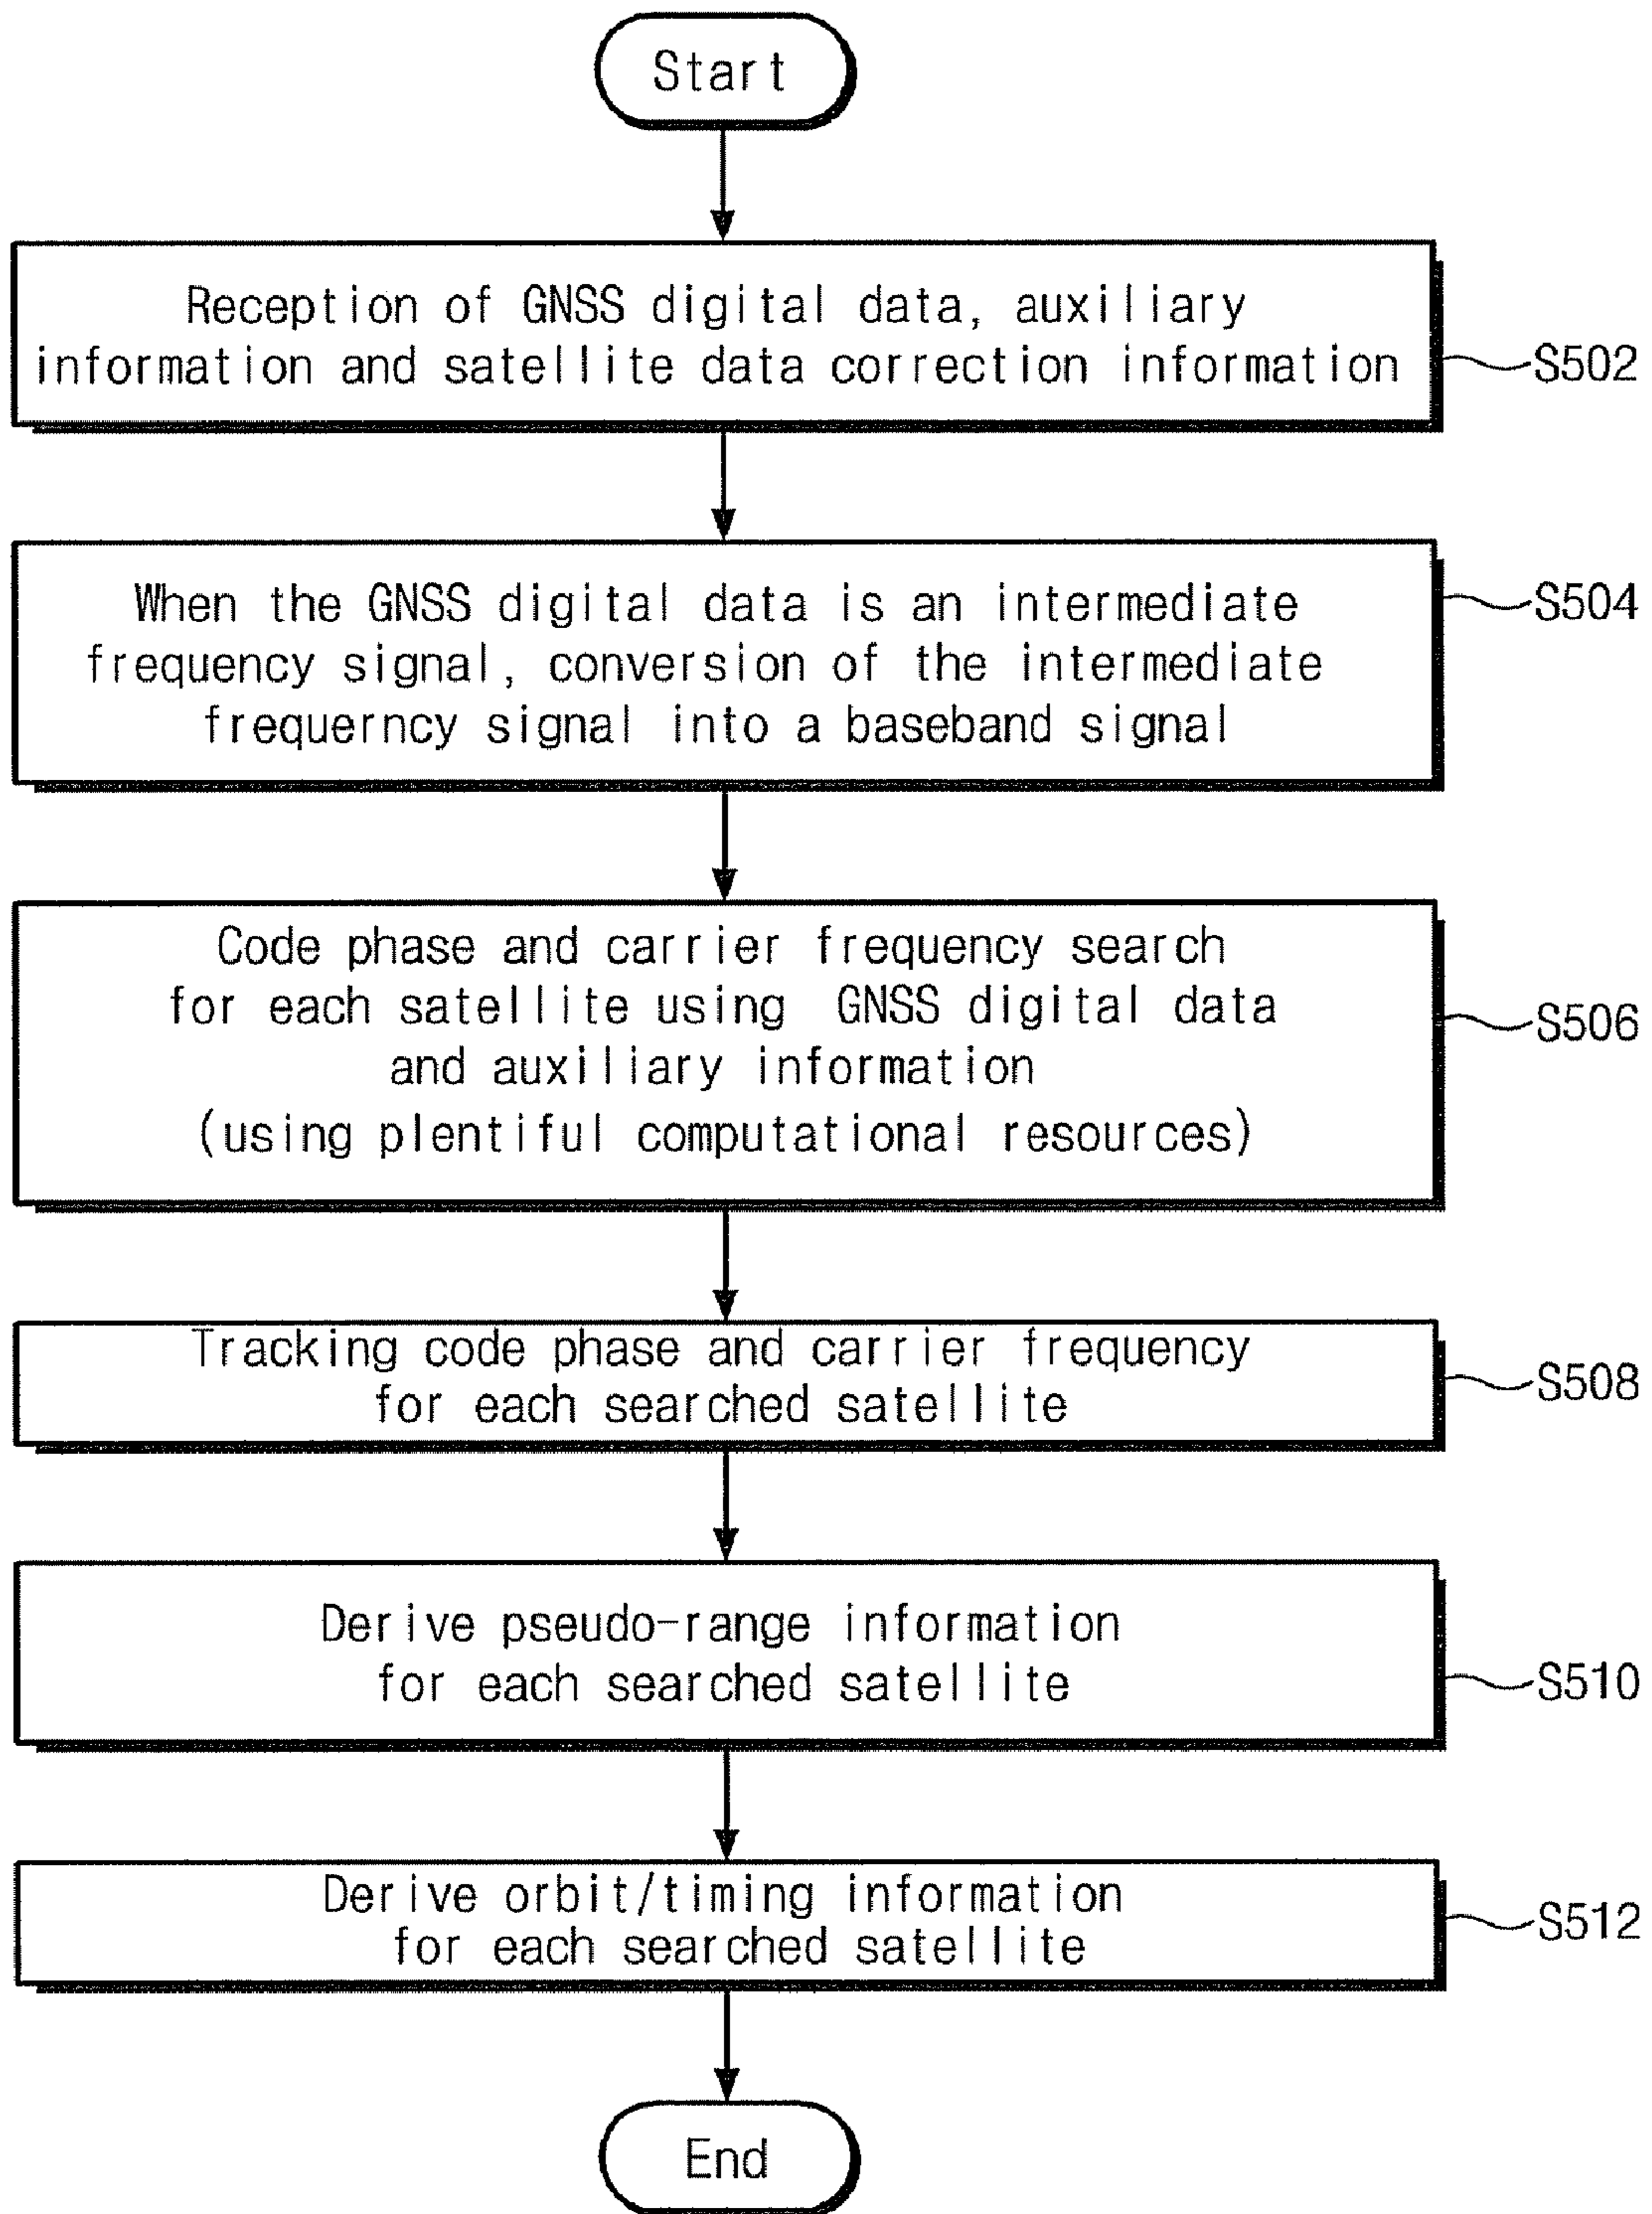 Start
Reception of GNSS digital data, auxiliary
information and satellite data correction information
S502
When the GNSS digital data is an intermediate
frequency signal, conversion of the intermediate
frequerncy signal into a baseband signal
S504
Code phase and carrier frequency search
for each satellite using GNSS digital data
and auxiliary information
(using plentiful computational resources)
S506
Tracking code phase and carrier frequency
for each searched satellite
S508
Derive pseudo-range information
for each searched satellite
S510
Derive orbit/timing information
for each searched satellite
S512
End